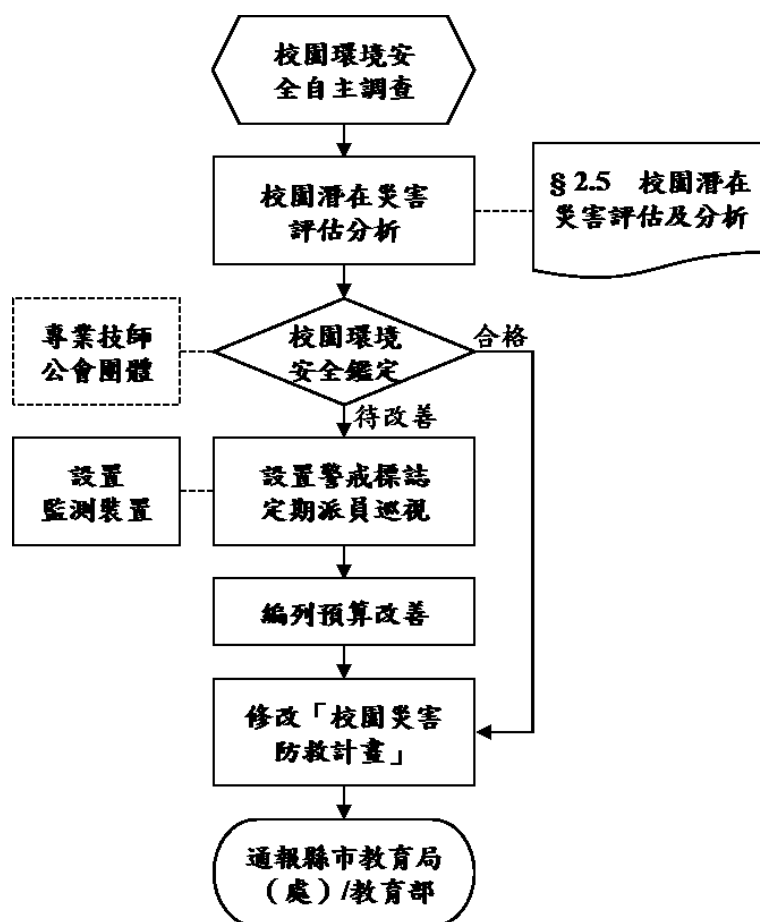 校園環境安
全自主調查
校園潛在災害
評估分析
§ 2.5 校園潛在
災害評估及分析
專業技師
公會團體
校園環境
安全鑑定
合格
待改善
設置
監測裝置
設置警戒標誌
定期派員巡視
編列預算改善
修改「校園災害
防救計畫」
通報縣市教育局
（處）/教育部